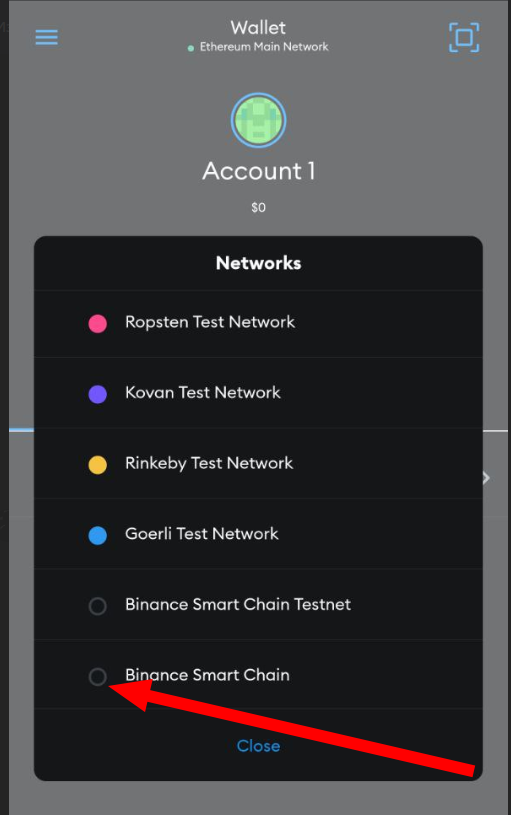 Wallet
Ethereum Main Network
Account 1
$0
Networks
Ropsten Test Network
Kovan Test Network
Rinkeby Test Network
Goerli Test Network
Binance Smart Chain Testnet
Binance Smart Chain
Close